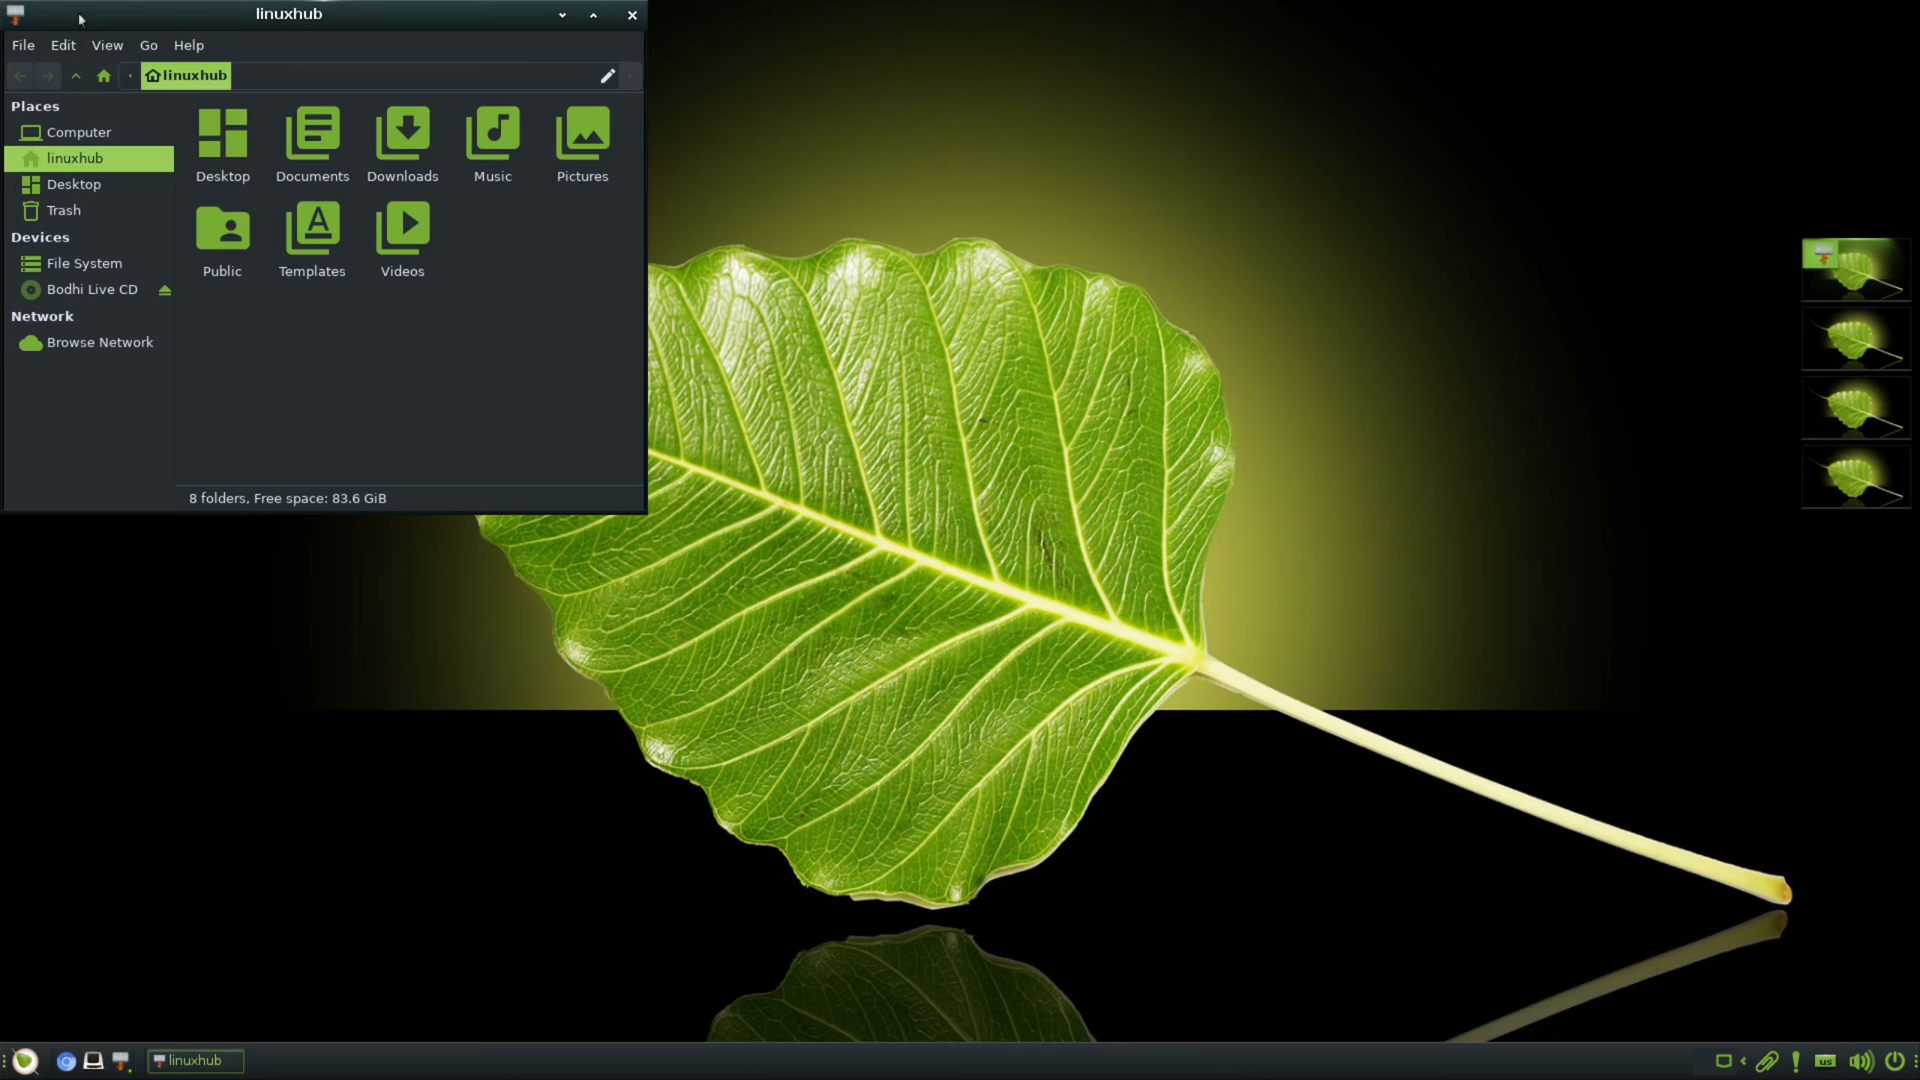 linuxhub
File Edit View Go Help
linuxhub
Places
Computer
linuxhub
Desktop
Trash
Devices
File System
Bodhi Live CD
Network
Browse Network
Desktop Documents Downloads Music Pictures
Public Templates Videos
8 folders, Free space: 83.6 GiB
linuxhub
us